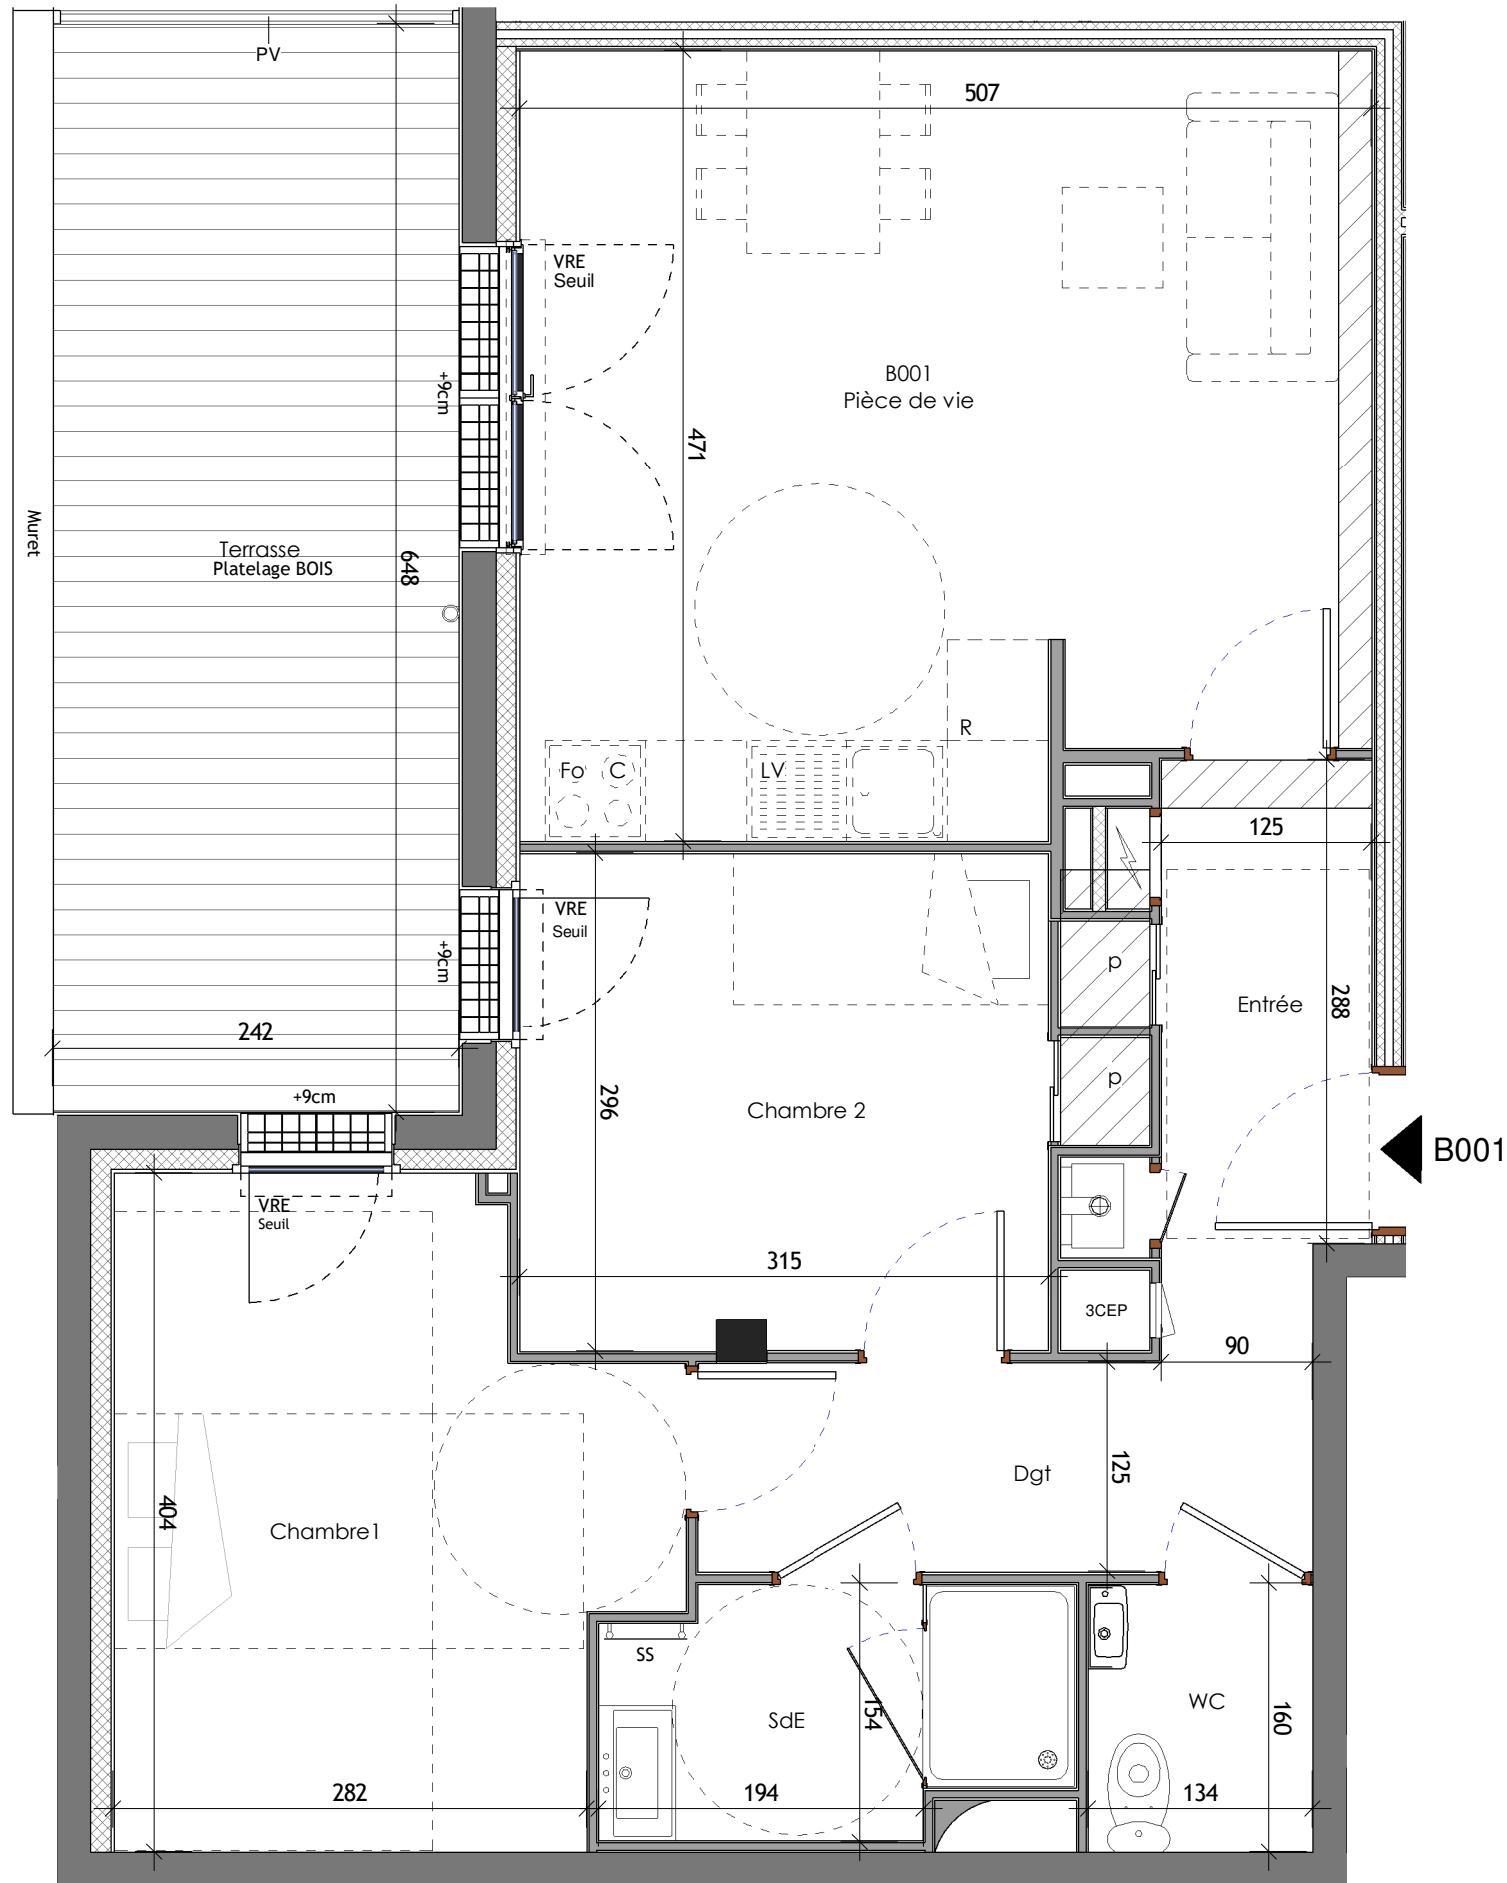 PV
507
VRE
Seuil
+9cm
B001
Pièce de vie
471
Muret
Terrasse
Platelage BOIS
648
R
Fo
C
LV
125
VRE
Seuil
+9cm
p
Entrée
288
242
p
+9cm
296
Chambre 2
B001
VRE
Seuil
315
3CEP
90
Dgt
125
404
Chambre1
SS
SdE
154
WC
160
282
194
134